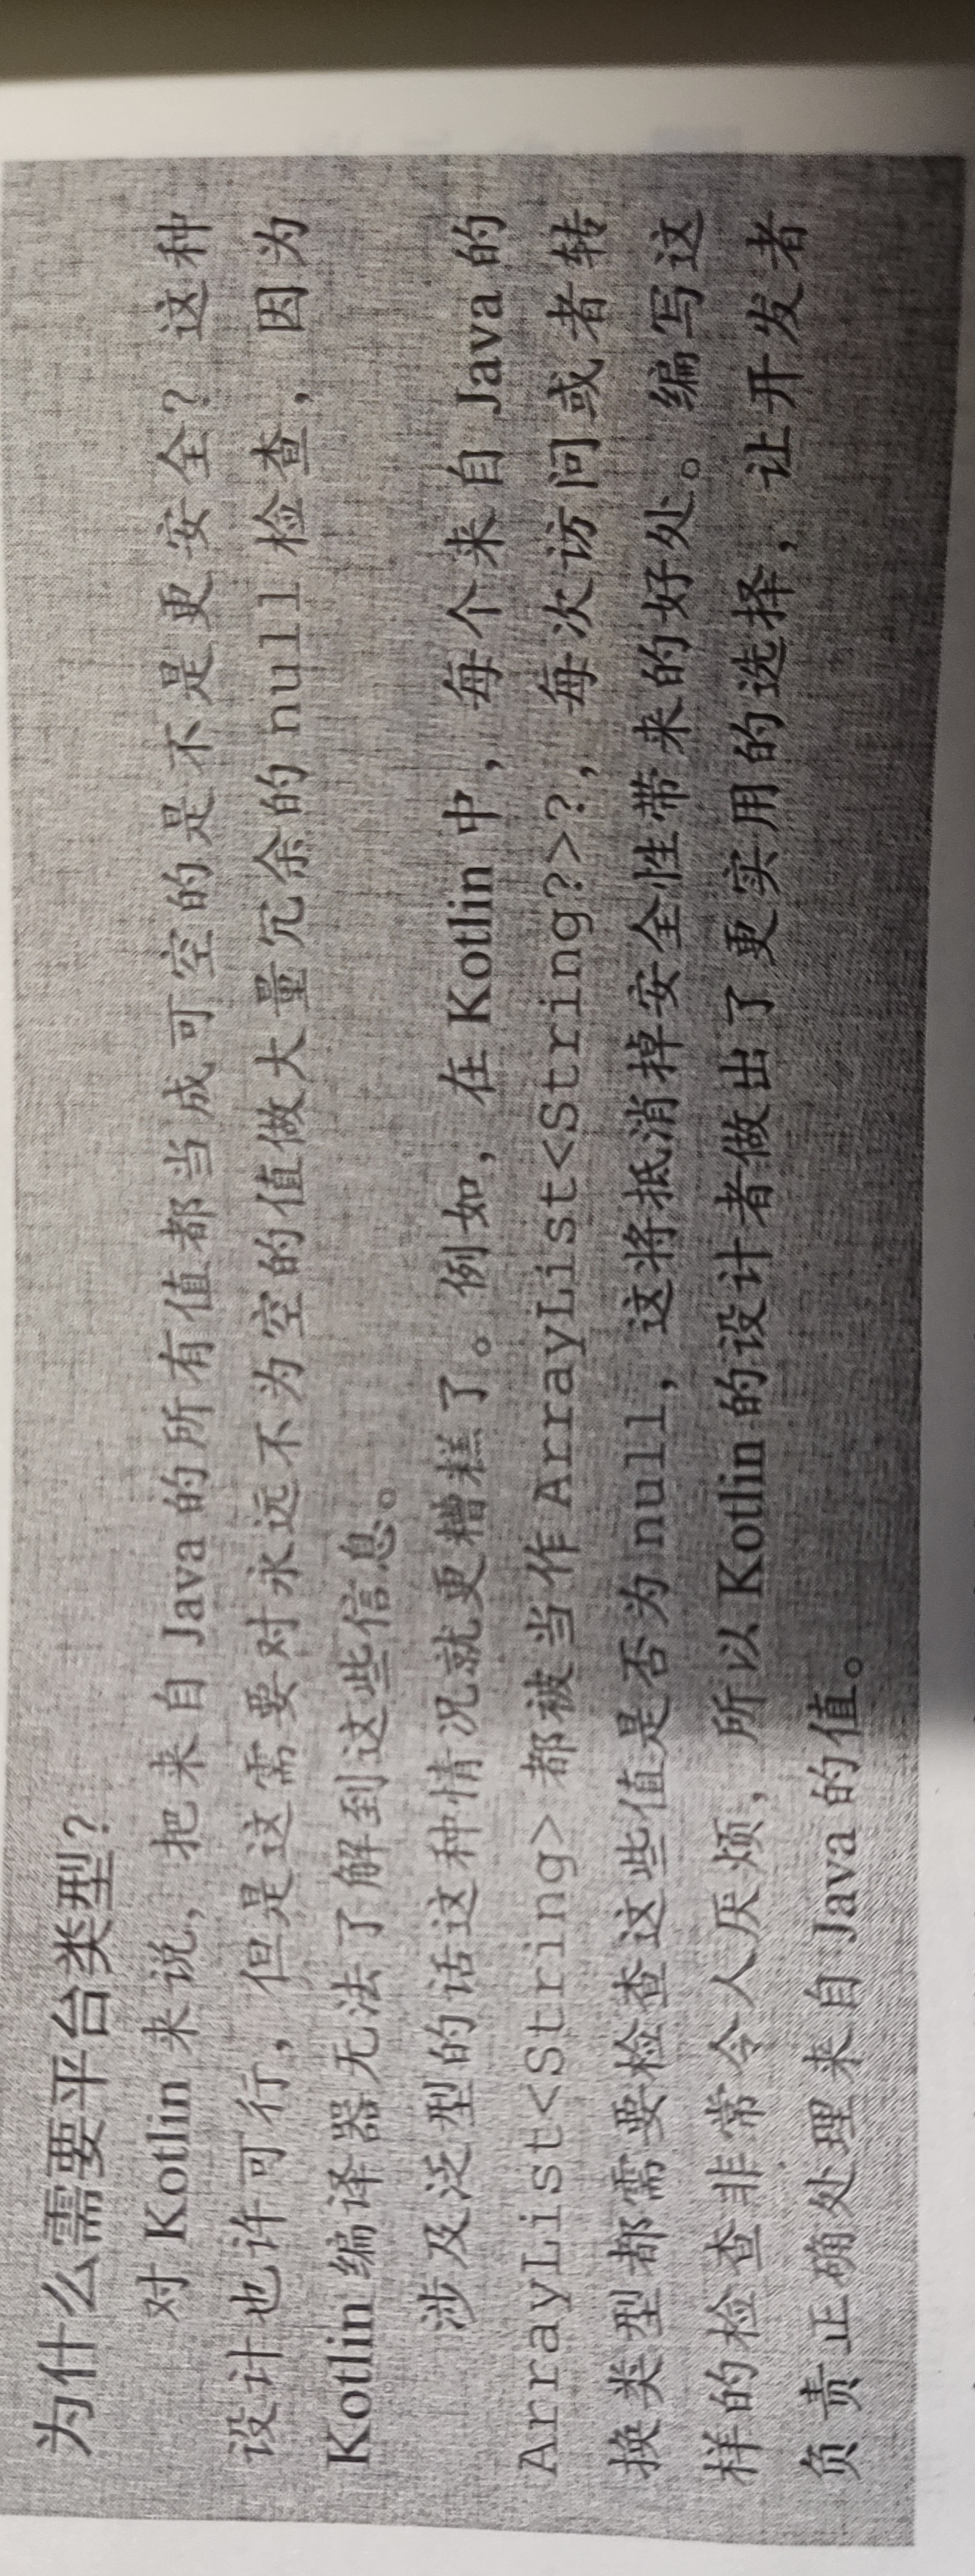 为什么需要平台类型？
对 Kotlin 来说，把来自 Java 的所有值都当成可空的是不是更安全？这种
设计也许可行，但是这需要对永远不为空的值做大量冗余的 null 检查，因为
Kotlin 编译器无法了解到这些信息。
涉及泛型的话这种情况就更糟糕了。例如，在 Kotlin 中，每个来自 Java 的
ArrayList<String> 都被当作 ArrayList<String?>?，每次访问或者转
换类型都需要检查这些值是否为 null，这将抵消掉安全性带来的好处。编写这
样的检查非常令人厌烦，所以 Kotlin 的设计者做出了更实用的选择，让开发者
负责正确处理来自 Java 的值。